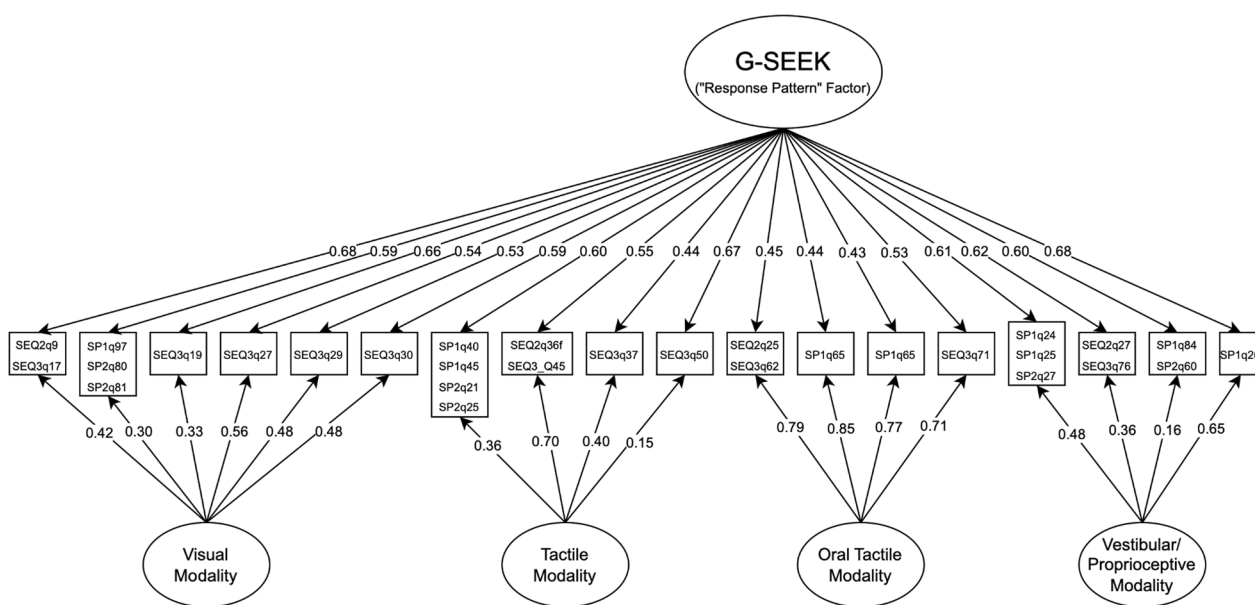 G-SEEK
("Response Pattern" Factor)
0.68
0.59
0.66
0.54
0.53
0.59
0.60
0.55
0.44
0.67
0.45
0.44
0.43
0.53
0.61
0.62
0.60
0.68
SEQ2q9
SEQ3q17
SP1q97
SP2q80
SP2q81
SEQ3q19
SEQ3q27
SEQ3q29
SEQ3q30
SP1q40
SP1q45
SP2q21
SP2q25
SEQ2q36f
SEQ3_Q45
SEQ3q37
SEQ3q50
SEQ2q25
SEQ3q62
SP1q65
SP1q65
SEQ3q71
SP1q24
SP1q25
SP2q27
SEQ2q27
SEQ3q76
SP1q84
SP2q60
0.42
0.30
0.33
0.56
0.48
0.48
0.36
0.70
0.40
0.15
0.79
0.85
0.77
0.71
0.48
0.36
0.16
0.65
Visual
Modality
Tactile
Modality
Oral Tactile
Modality
Vestibular/
Proprioceptive
Modality